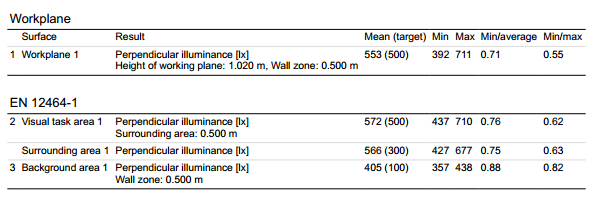 Workplane
Surface Result Mean (target) Min Max Min/average Min/max
1 Workplane 1 Perpendicular illuminance [lx] 553 (500) 392 711 0.71 0.55
Height of working plane: 1.020 m, Wall zone: 0.500 m
EN 12464-1
2 Visual task area 1 Perpendicular illuminance [lx] 572 (500) 437 710 0.76 0.62
Surrounding area: 0.500 m
Surrounding area 1 Perpendicular illuminance [lx] 566 (300) 427 677 0.75 0.63
3 Background area 1 Perpendicular illuminance [lx] 405 (100) 357 438 0.88 0.82
Wall zone: 0.500 m